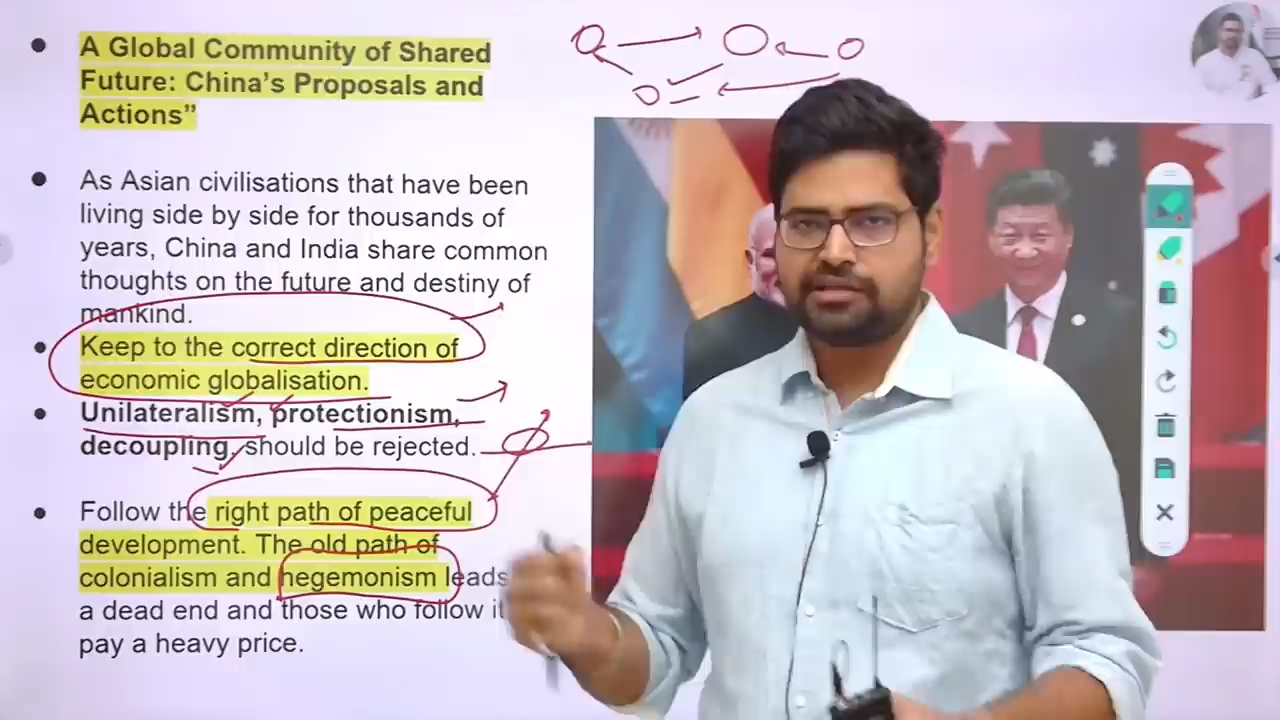 A Global Community of Shared
Future: China's Proposals and
Actions”
As Asian civilisations that have been
living side by side for thousands of
years, China and India share common
thoughts on the future and destiny of
mankind.
Keep to the correct direction of
economic globalisation.
Unilateralism, protectionism,
decoupling, should be rejected.
Follow the right path of peaceful
development. The old path of
colonialism and hegemonism leads
a dead end and those who follow it
pay a heavy price.